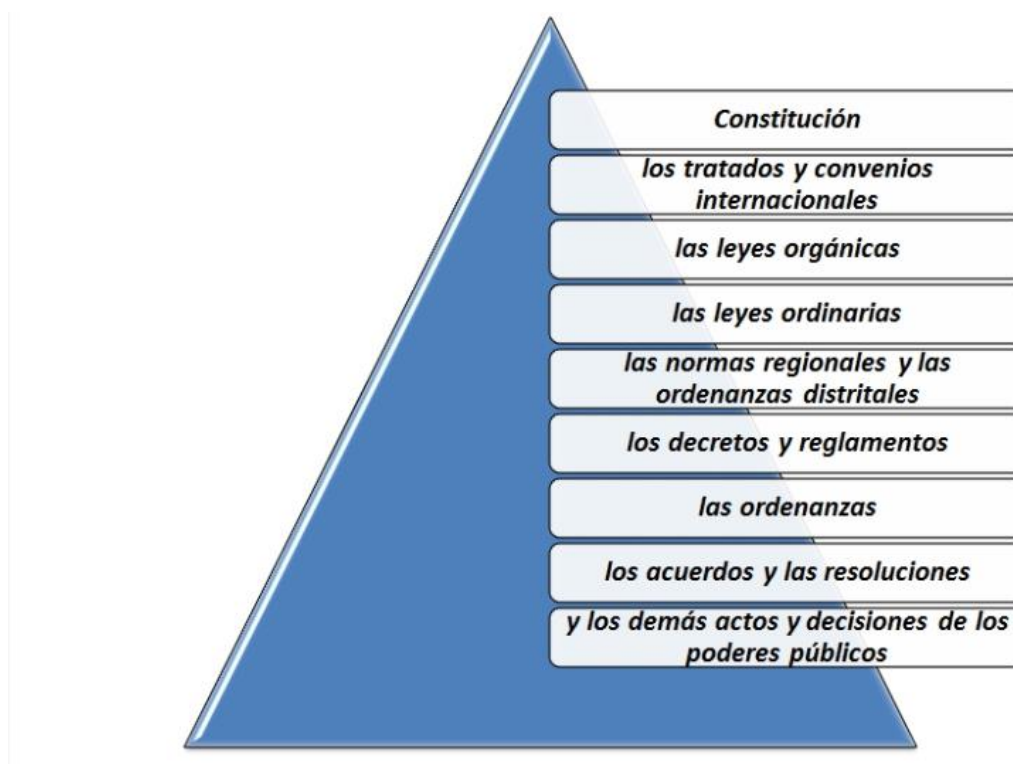 Constitución
los tratados y convenios
internacionales
las leyes orgánicas
las leyes ordinarias
las normas regionales y las
ordenanzas distritales
los decretos y reglamentos
las ordenanzas
los acuerdos y las resoluciones
y los demás actos y decisiones de los
poderes públicos